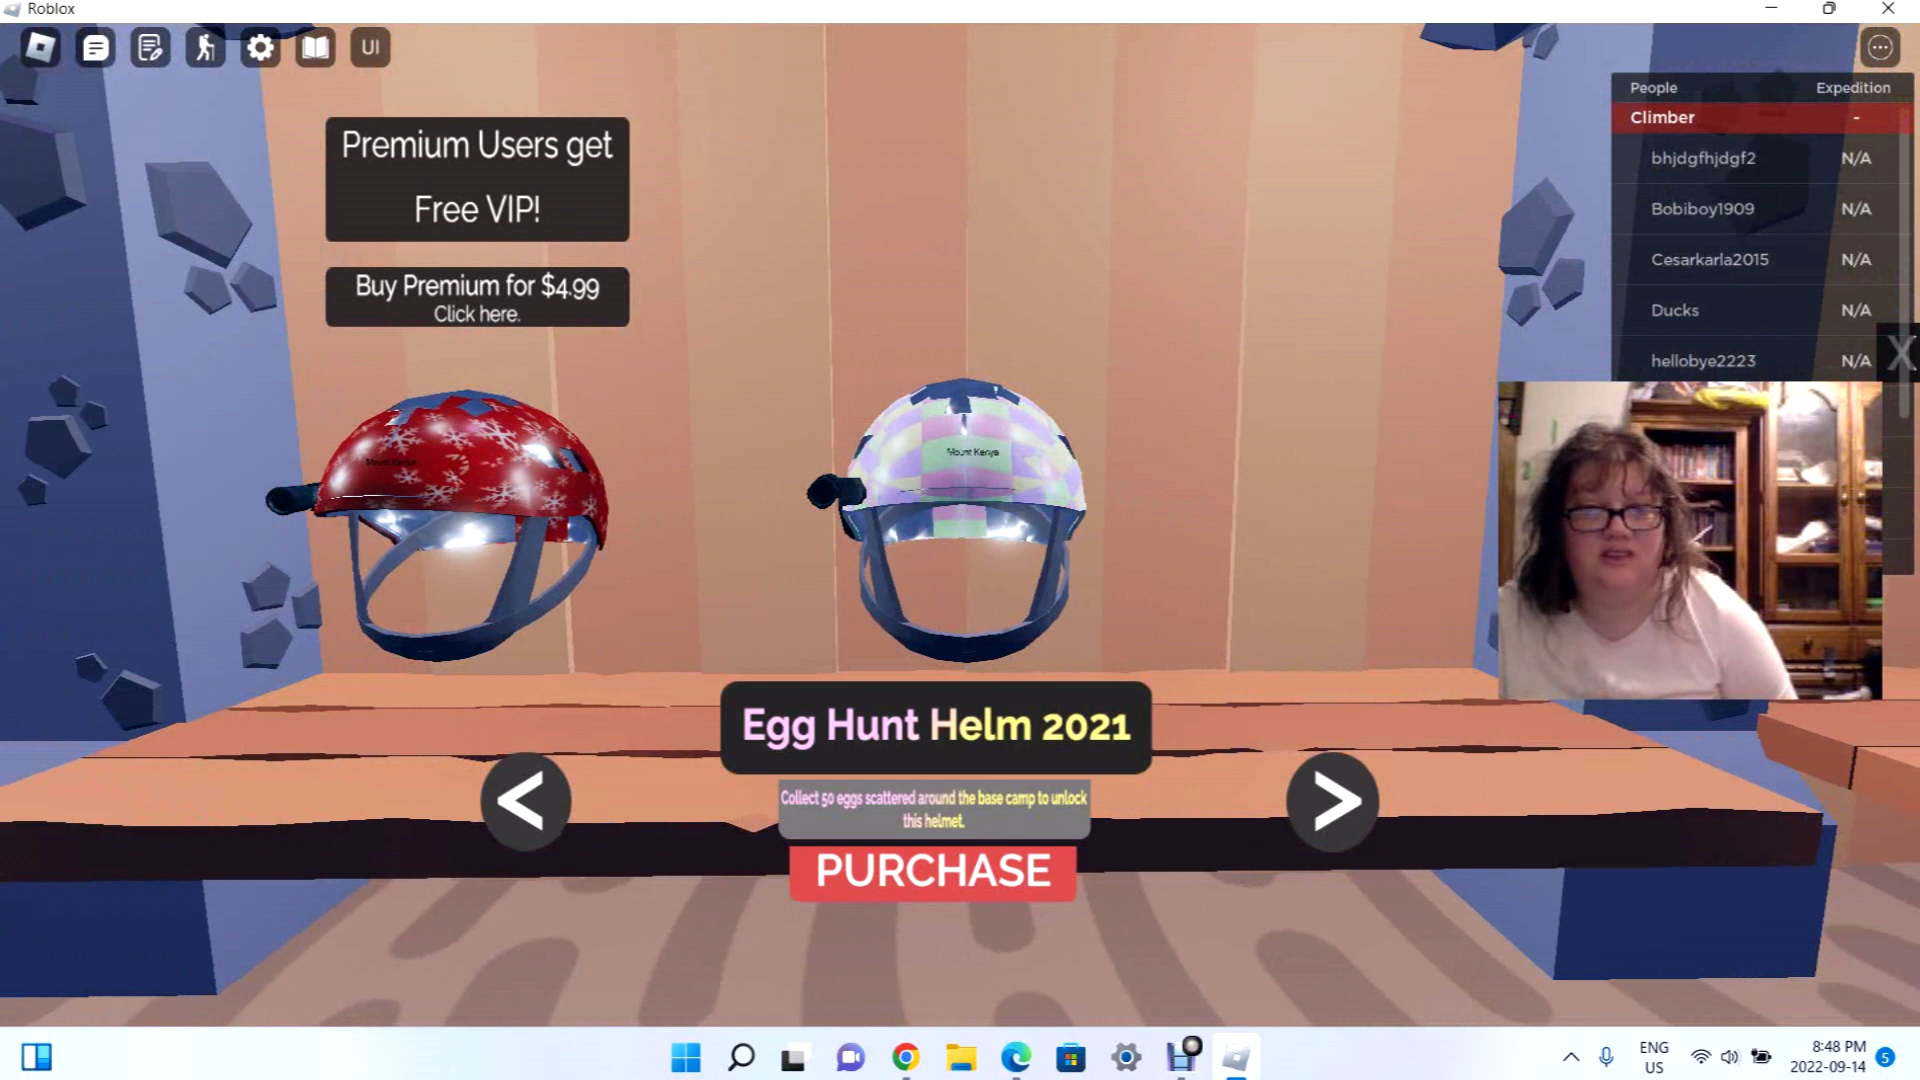 Roblox
UI
Premium Users get
Free VIP!
Buy Premium for $4.99
Click here.
People Expedition
Climber -
bhjdgfhjdgf2 N/A
Bobiboy1909 N/A
Cesarkarla2015 N/A
Ducks N/A
hellobye2223 N/A
X
Mount Kenya
Mount Kenya
Egg Hunt Helm 2021
< >
Collect 50 eggs scattered around the base camp to unlock
this helmet.
PURCHASE
ENG
US
8:48 PM
2022-09-14
5